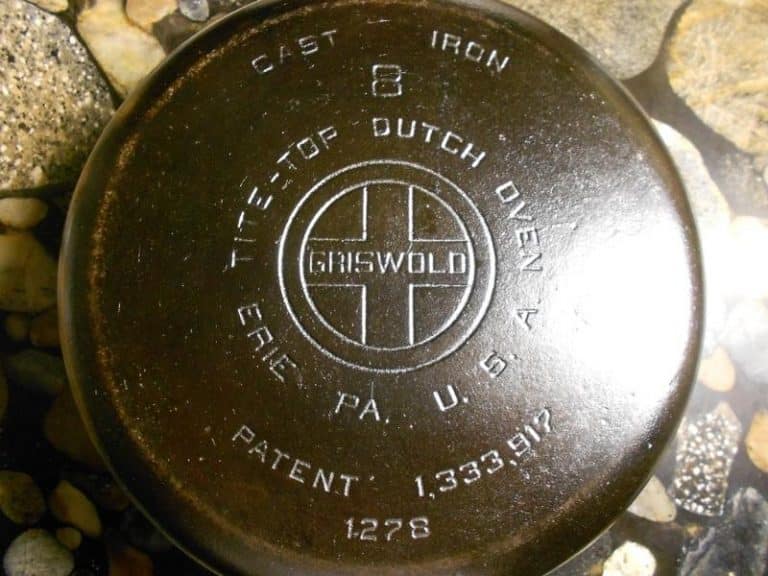 CAST IRON
8
TITE-TOP DUTCH OVEN
GRISWOLD
ERIE PA. U.S.A.
PATENT 1,333,917
1278